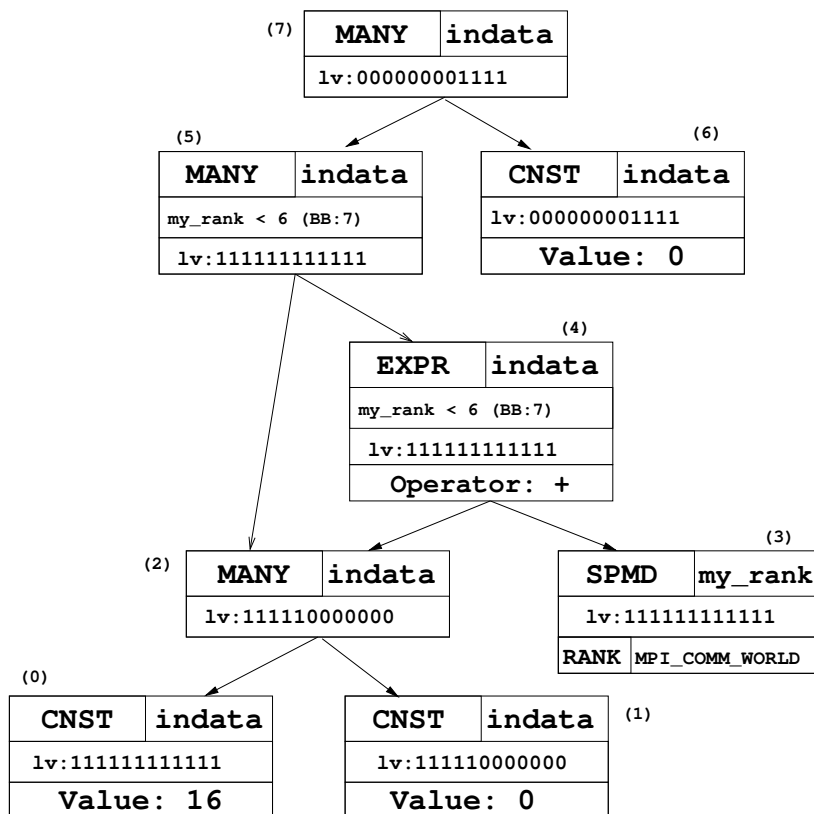 (7)
MANY indata
lv:000000001111
(5)
MANY indata
my_rank < 6 (BB:7)
lv:111111111111
(6)
CNST indata
lv:000000001111
Value: 0
(4)
EXPR indata
my_rank < 6 (BB:7)
lv:111111111111
Operator: +
(2)
MANY indata
lv:111110000000
(3)
SPMD my_rank
lv:111111111111
RANK MPI_COMM_WORLD
(0)
CNST indata
lv:111111111111
Value: 16
(1)
CNST indata
lv:111110000000
Value: 0